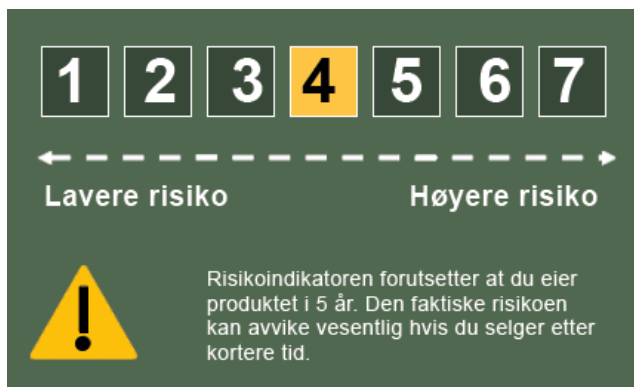 1 2 3 4 5 6 7
Lavere risiko Høyere risiko
Risikoindikatoren forutsetter at du eier
produktet i 5 år. Den faktiske risikoen
kan avvike vesentlig hvis du selger etter
kortere tid.